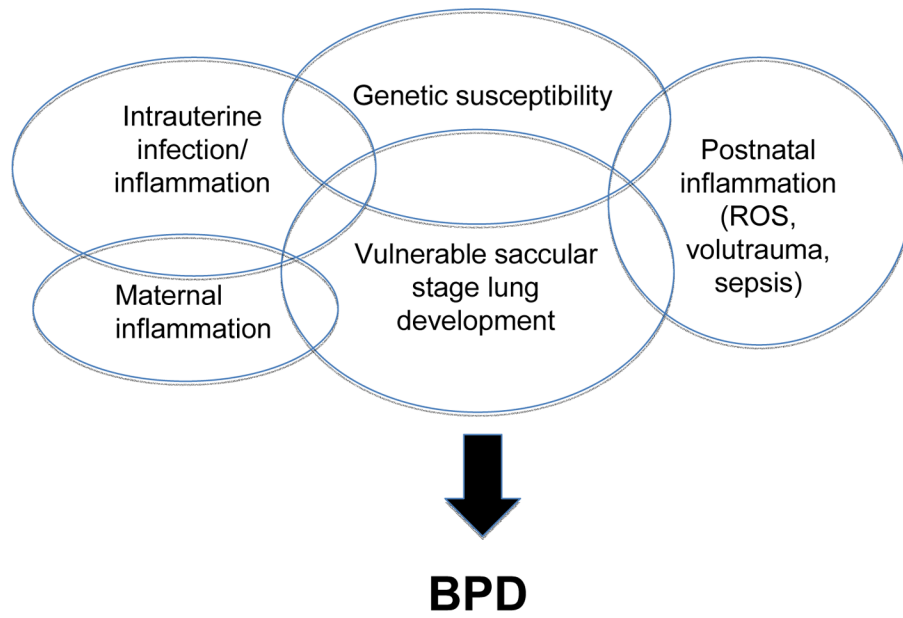 Genetic susceptibility
Intrauterine
infection/
inflammation
Postnatal
inflammation
(ROS,
volutrauma,
sepsis)
Vulnerable saccular
stage lung
development
Maternal
inflammation
BPD